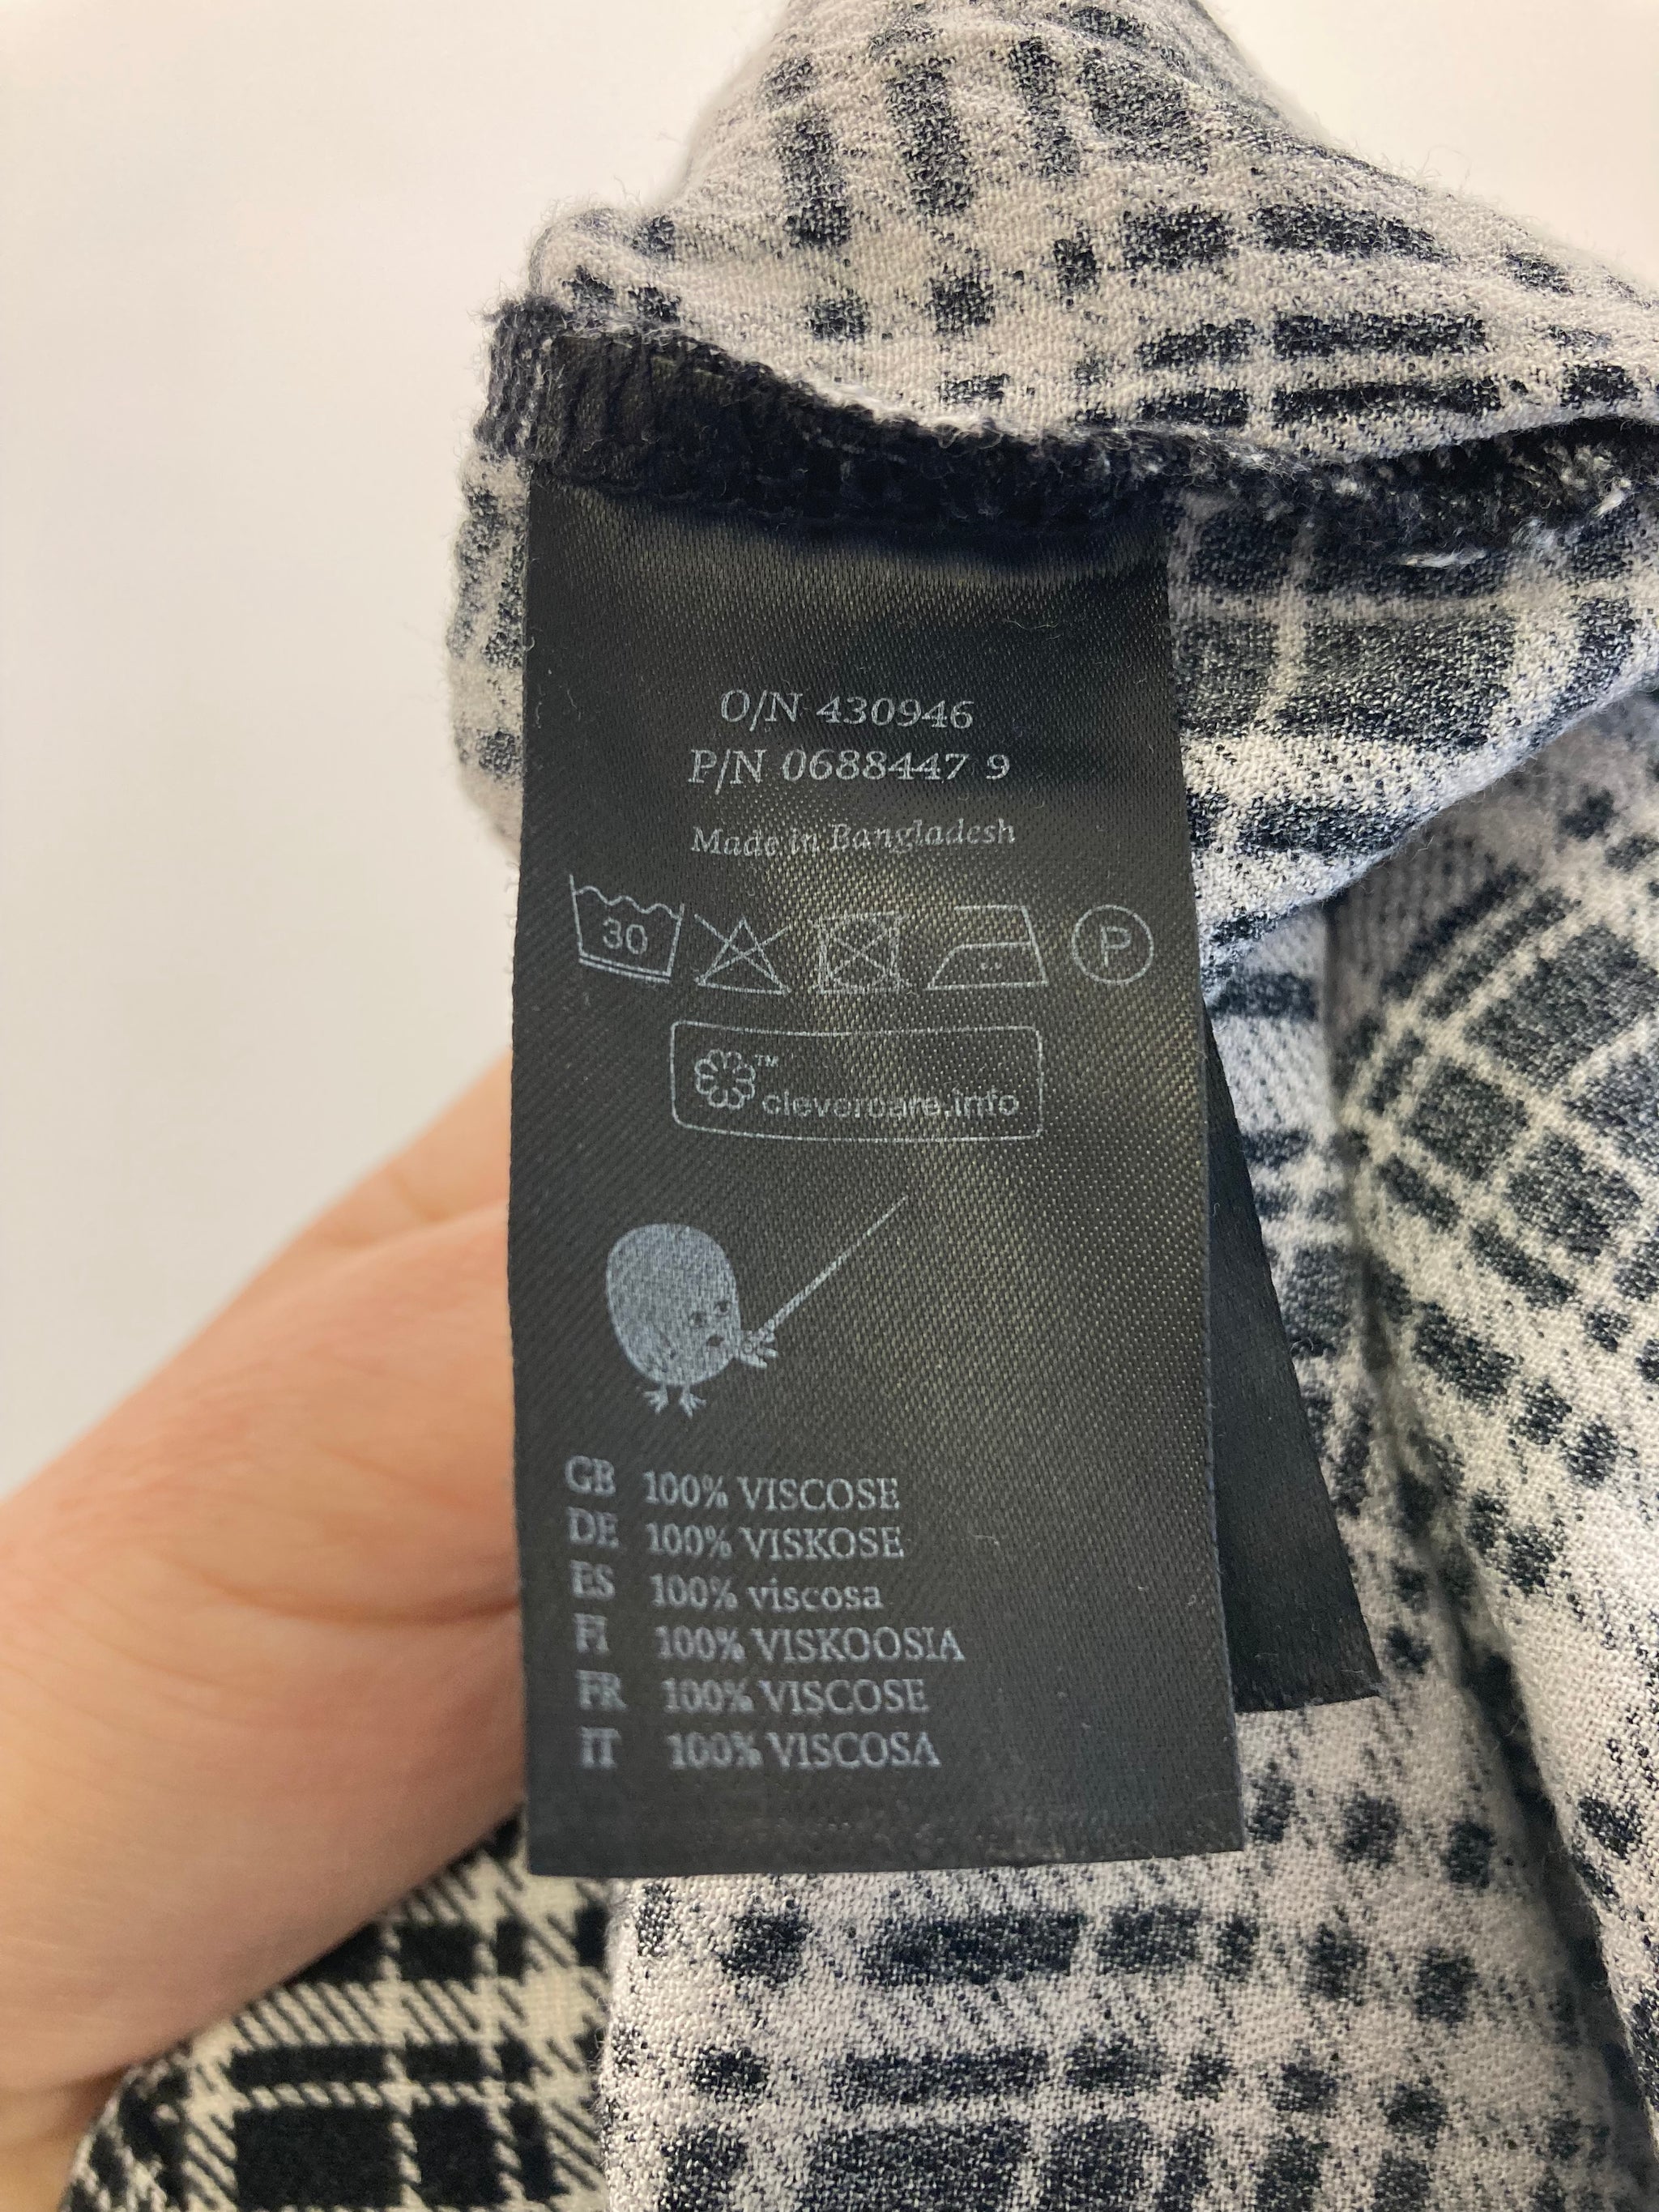 O/N 430946
P/N 0688447 9
Made in Bangladesh
30 P
™
clevercare.info
GB 100% VISCOSE
DE 100% VISKOSE
ES 100% viscosa
FI 100% VISKOOSIA
FR 100% VISCOSE
IT 100% VISCOSA